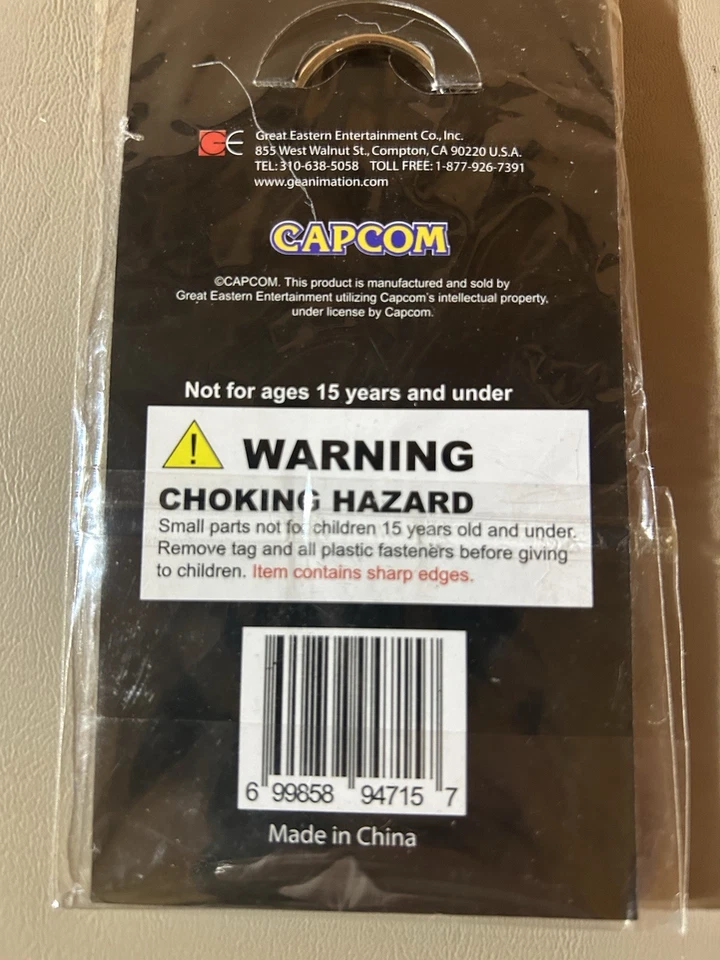 GE Great Eastern Entertainment Co., Inc.
855 West Walnut St., Compton, CA 90220 U.S.A.
TEL: 310-638-5058 TOLL FREE: 1-877-926-7391
www.geanimation.com
CAPCOM
©CAPCOM. This product is manufactured and sold by
Great Eastern Entertainment utilizing Capcom's intellectual property,
under license by Capcom.
Not for ages 15 years and under
! WARNING
CHOKING HAZARD
Small parts not for children 15 years old and under.
Remove tag and all plastic fasteners before giving
to children. Item contains sharp edges.
6 99858 94715 7
Made in China